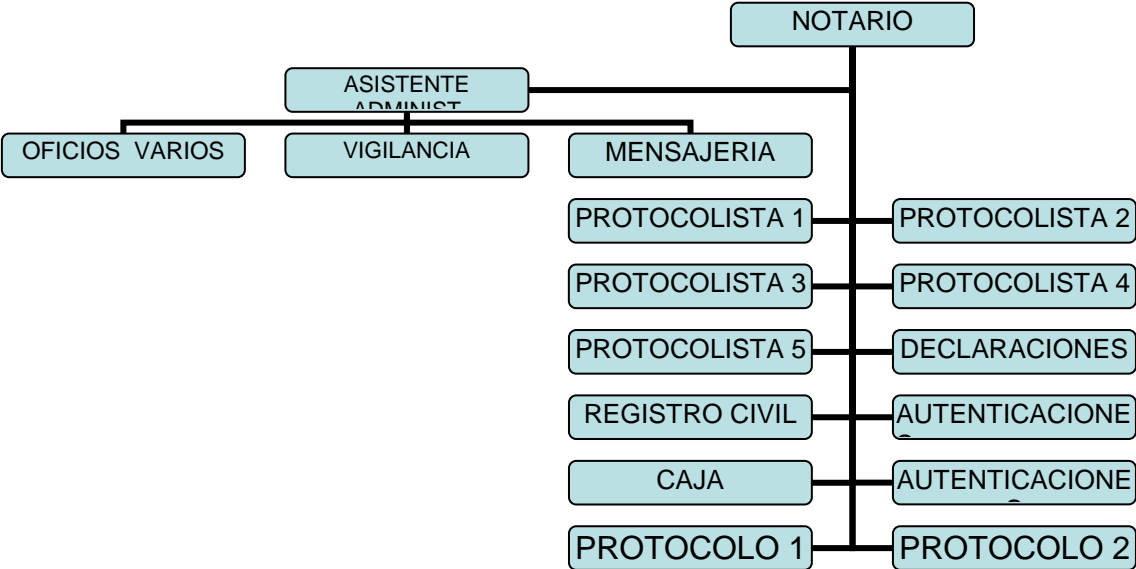 NOTARIO
ASISTENTE
ADMINIST
OFICIOS VARIOS
VIGILANCIA
MENSAJERIA
PROTOCOLISTA 1
PROTOCOLISTA 2
PROTOCOLISTA 3
PROTOCOLISTA 4
PROTOCOLISTA 5
DECLARACIONES
REGISTRO CIVIL
AUTENTICACIONE
CAJA
AUTENTICACIONE
PROTOCOLO 1
PROTOCOLO 2